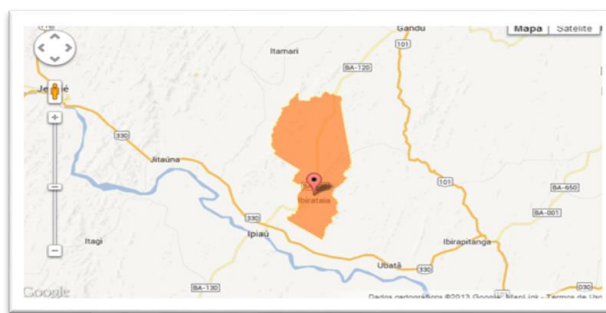 Gandu
Mapa
Satélite
Itamari
101
BA-120
330
Jitaúna
101
BA-650
Ibirataia
BA-001
330
Ipiaú
Itagi
Ibirapitanga
Ubatã
330
BA-130
Google
Dados cartográficos ©2013 Google, MapLink - Termos de Uso